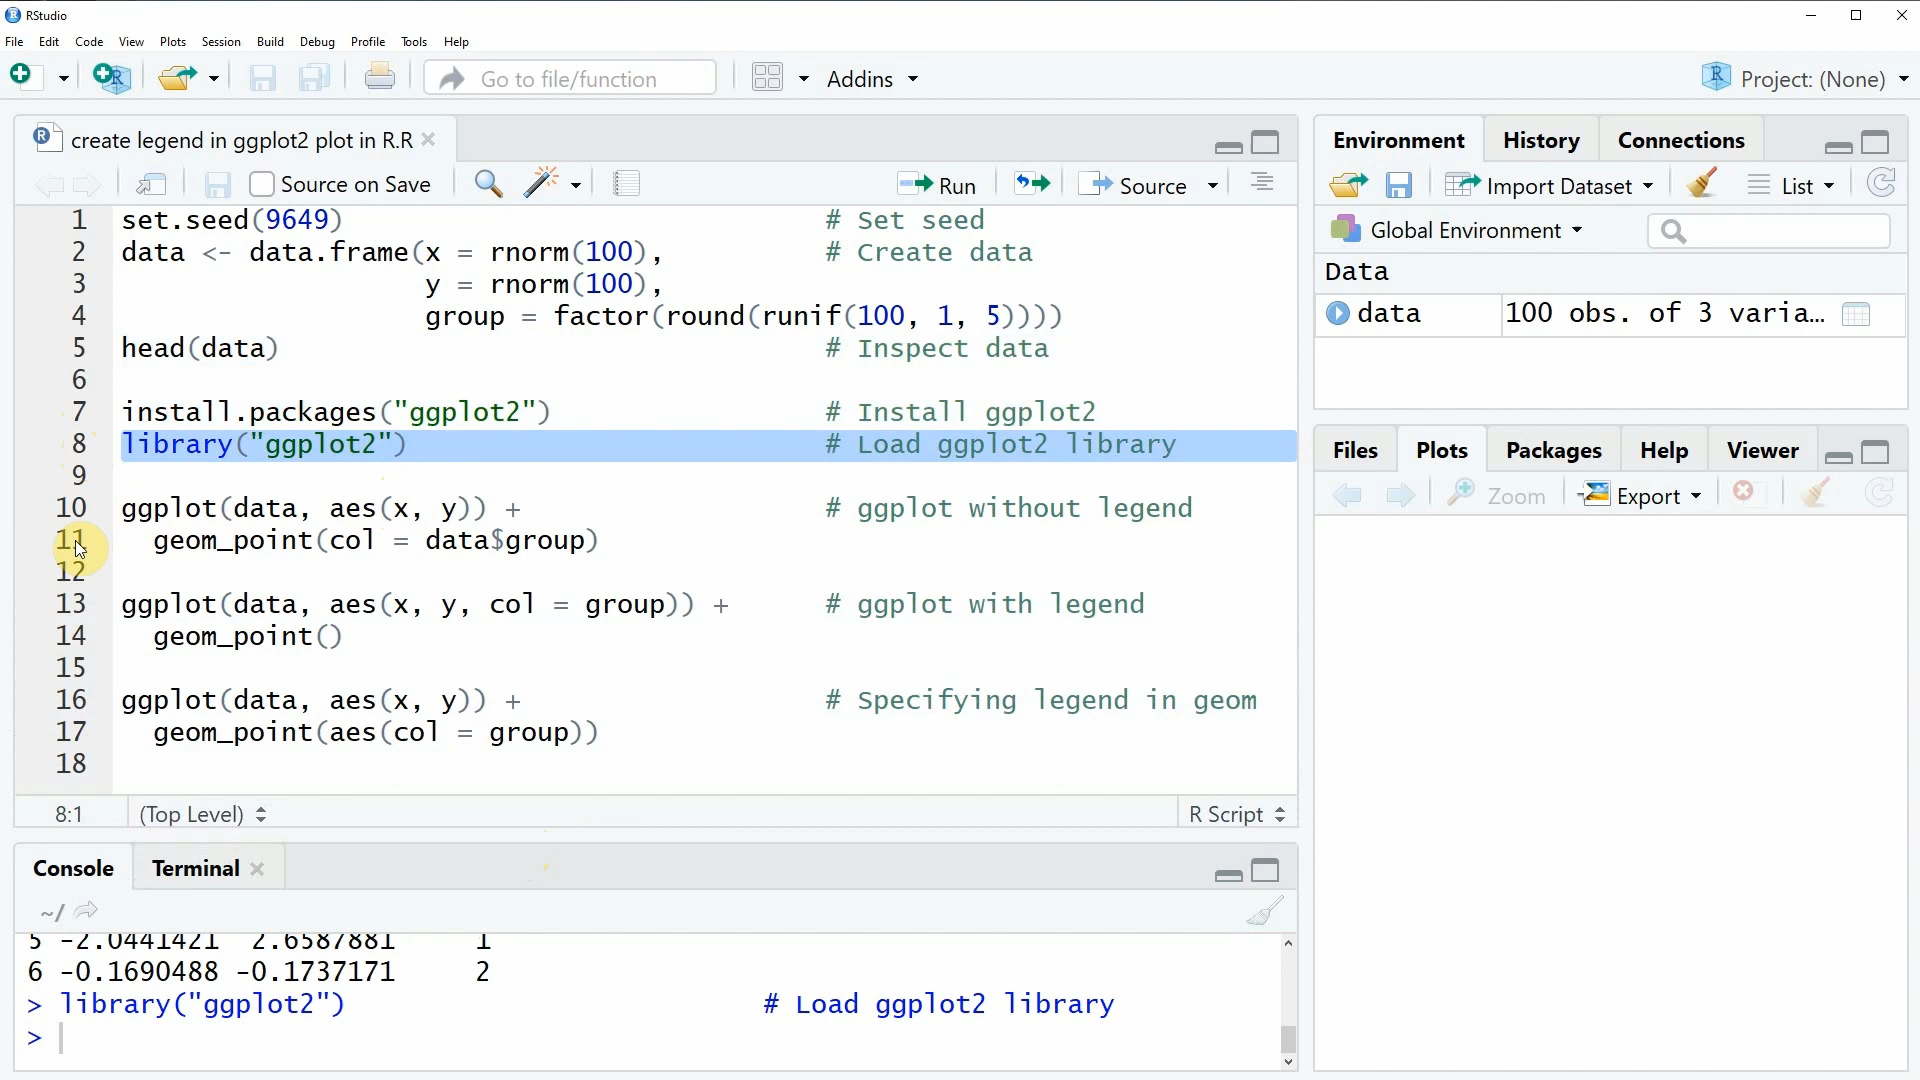 RStudio
File Edit Code View Plots Session Build Debug Profile Tools Help
Go to file/function Addins Project: (None)
create legend in ggplot2 plot in R.R
Source on Save Run Source
1 set.seed(9649) # Set seed
2 data <- data.frame(x = rnorm(100), # Create data
3 y = rnorm(100),
4 group = factor(round(runif(100, 1, 5))))
5 head(data) # Inspect data
6
7 install.packages("ggplot2") # Install ggplot2
8 library("ggplot2") # Load ggplot2 library
9
10 ggplot(data, aes(x, y)) + # ggplot without legend
11 geom_point(col = data$group)
12
13 ggplot(data, aes(x, y, col = group)) + # ggplot with legend
14 geom_point()
15
16 ggplot(data, aes(x, y)) + # Specifying legend in geom
17 geom_point(aes(col = group))
18
8:1 (Top Level) R Script
Console Terminal
~/
5 -2.0441421 2.6587881 1
6 -0.1690488 -0.1737171 2
> library("ggplot2") # Load ggplot2 library
>
Environment History Connections
Import Dataset List
Global Environment
Data
data 100 obs. of 3 varia...
Files Plots Packages Help Viewer
Zoom Export